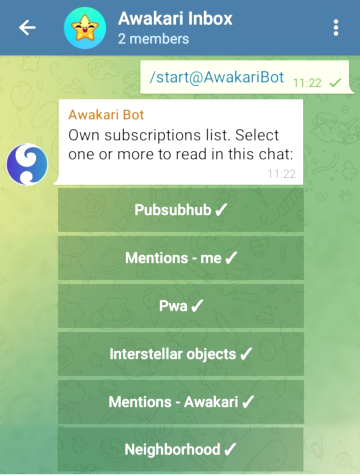 Awakari Inbox
2 members
/start@AwakariBot 11:22
Awakari Bot
Own subscriptions list. Select
one or more to read in this chat:
11:22
Pubsubhub ✓
Mentions - me ✓
Pwa ✓
Interstellar objects ✓
Mentions - Awakari ✓
Neighborhood ✓